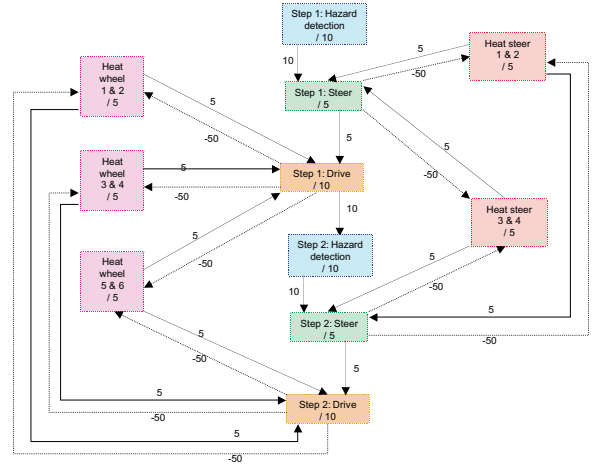 Step 1: Hazard
detection
/ 10
Heat steer
1 & 2
/ 5
5
-50
10
Heat
wheel
1 & 2
/ 5
Step 1: Steer
/ 5
5
-50
5
5
-50
Heat
wheel
3 & 4
/ 5
5
-50
Step 1: Drive
/ 10
10
Heat steer
3 & 4
/ 5
Heat
wheel
5 & 6
/ 5
5
-50
Step 2: Hazard
detection
/ 10
5
-50
10
5
-50
Step 2: Steer
/ 5
5
-50
5
5
-50
Step 2: Drive
/ 10
5
-50